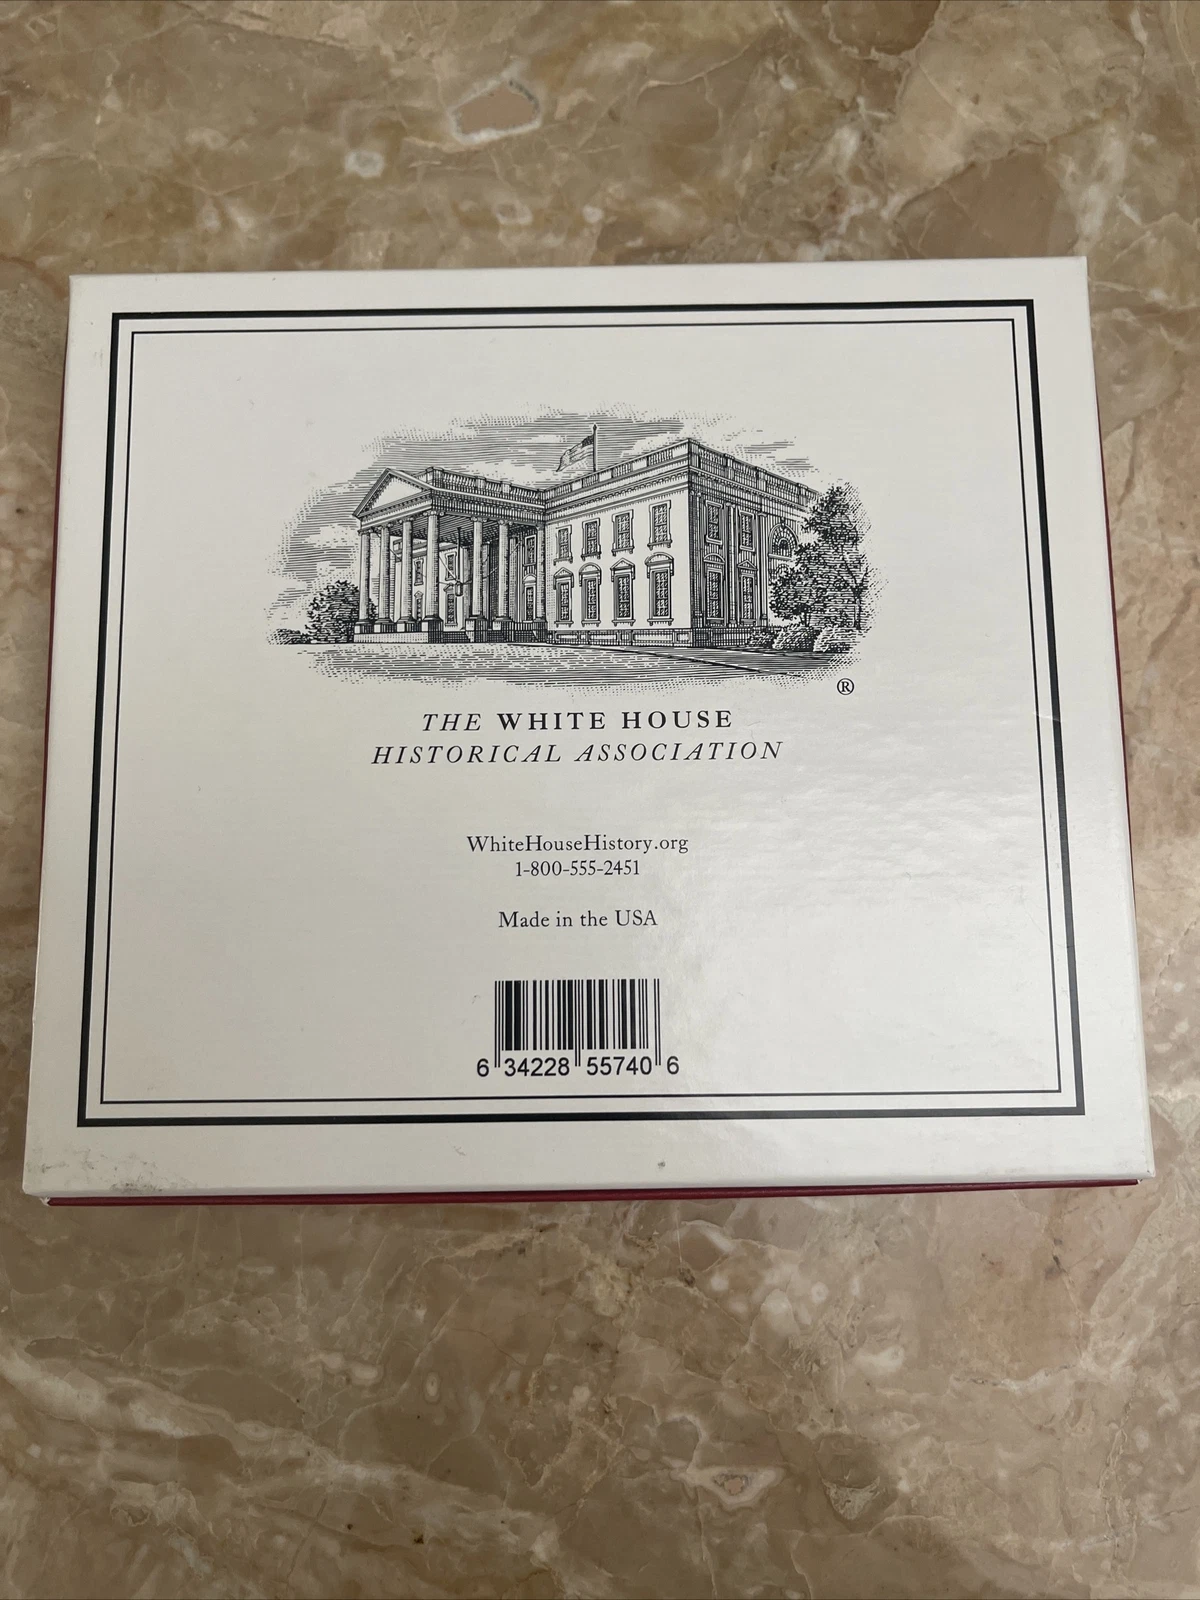 ®
THE WHITE HOUSE
HISTORICAL ASSOCIATION
WhiteHouseHistory.org
1-800-555-2451
Made in the USA
6 34228 55740 6